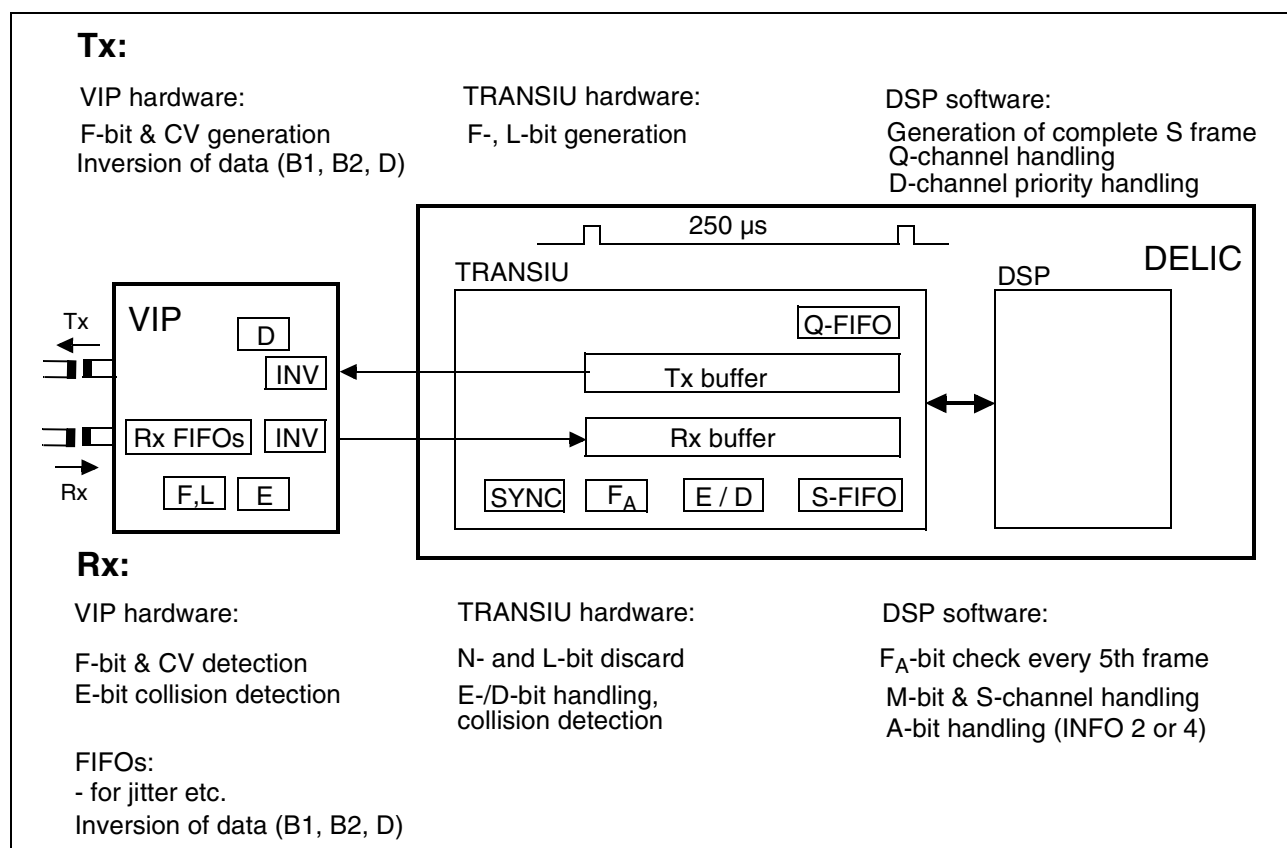 Tx:
VIP hardware:
F-bit & CV generation
Inversion of data (B1, B2, D)
TRANSIU hardware:
F-, L-bit generation
DSP software:
Generation of complete S frame
Q-channel handling
D-channel priority handling
250 µs
DELIC
TRANSIU
DSP
VIP
Tx
D
Q-FIFO
INV
Tx buffer
Rx FIFOs
INV
Rx buffer
Rx
F,L
E
SYNC
FA
E / D
S-FIFO
Rx:
VIP hardware:
F-bit & CV detection
E-bit collision detection
FIFOs:
- for jitter etc.
Inversion of data (B1, B2, D)
TRANSIU hardware:
N- and L-bit discard
E-/D-bit handling,
collision detection
DSP software:
FA-bit check every 5th frame
M-bit & S-channel handling
A-bit handling (INFO 2 or 4)